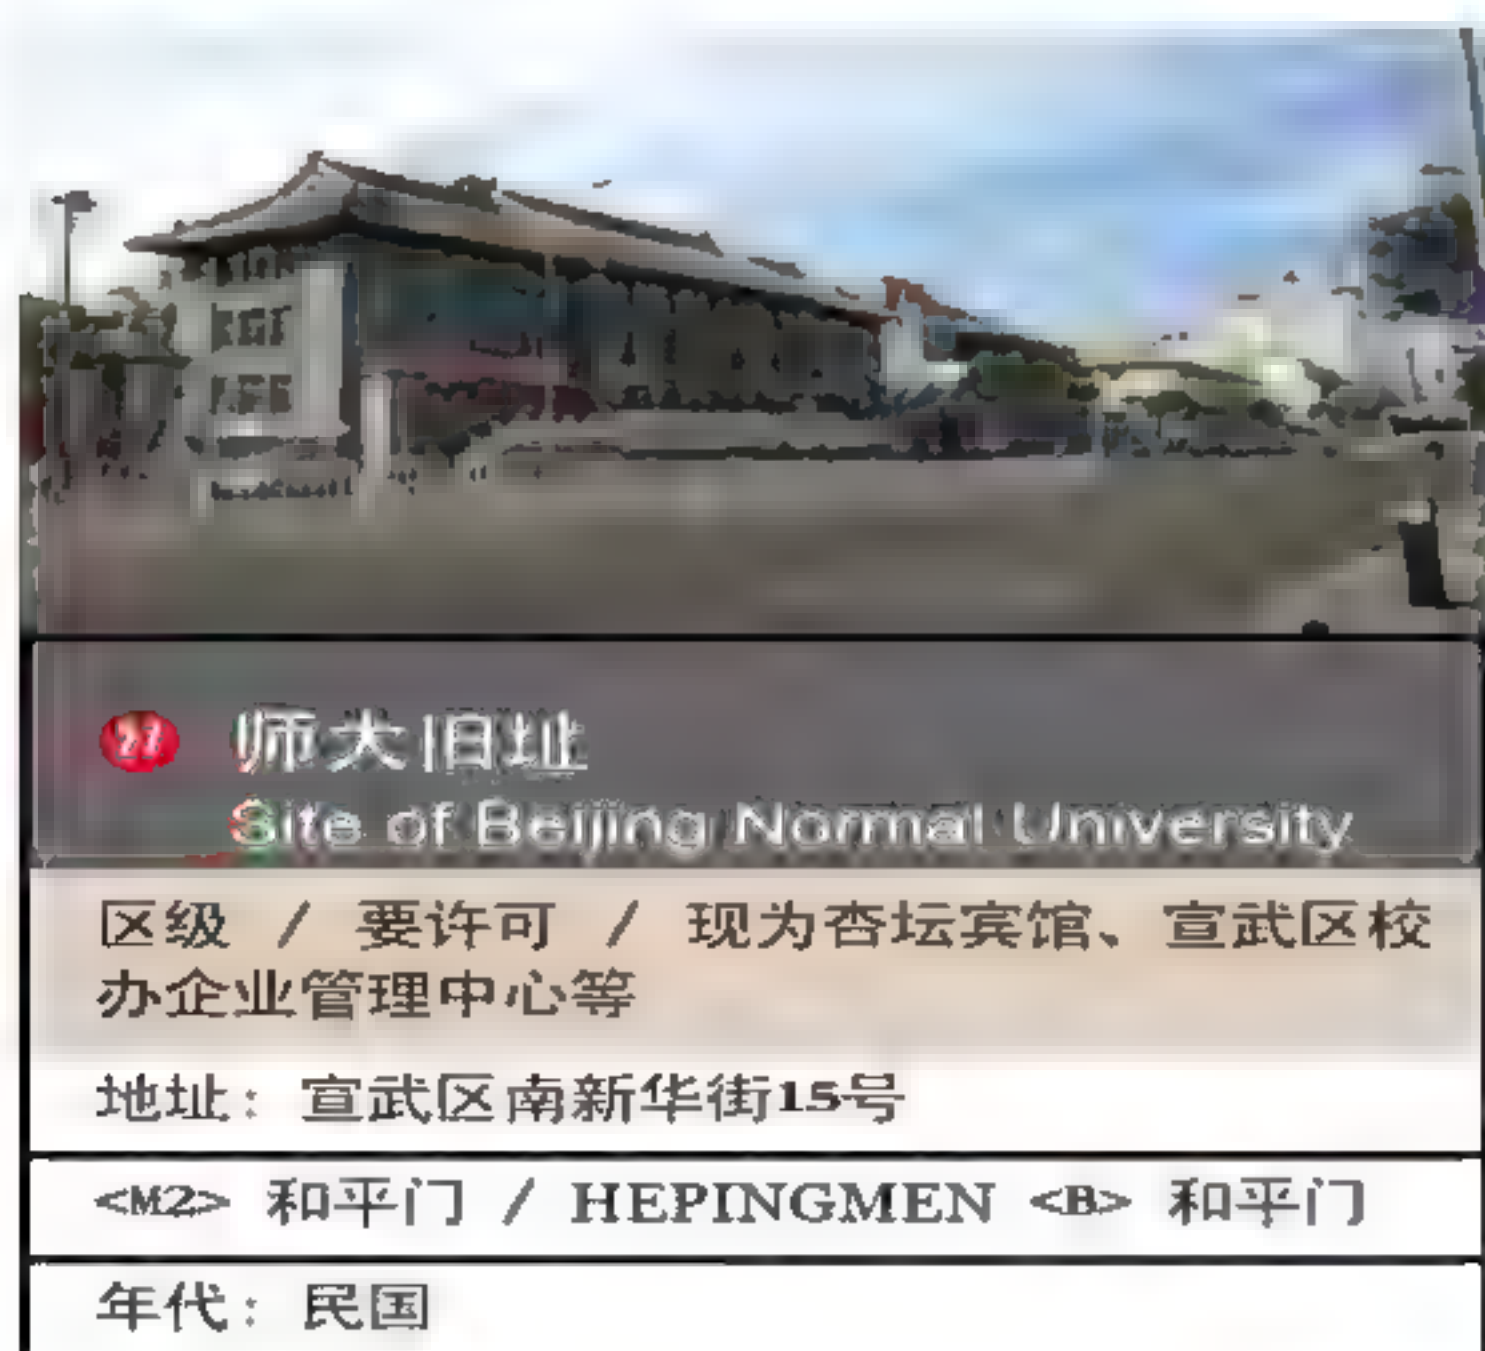 27 师大旧址
Site of Beijing Normal University
区级 / 要许可 / 现为杏坛宾馆、宣武区校
办企业管理中心等
地址：宣武区南新华街15号
<M2> 和平门 / HEPINGMEN <B> 和平门
年代：民国